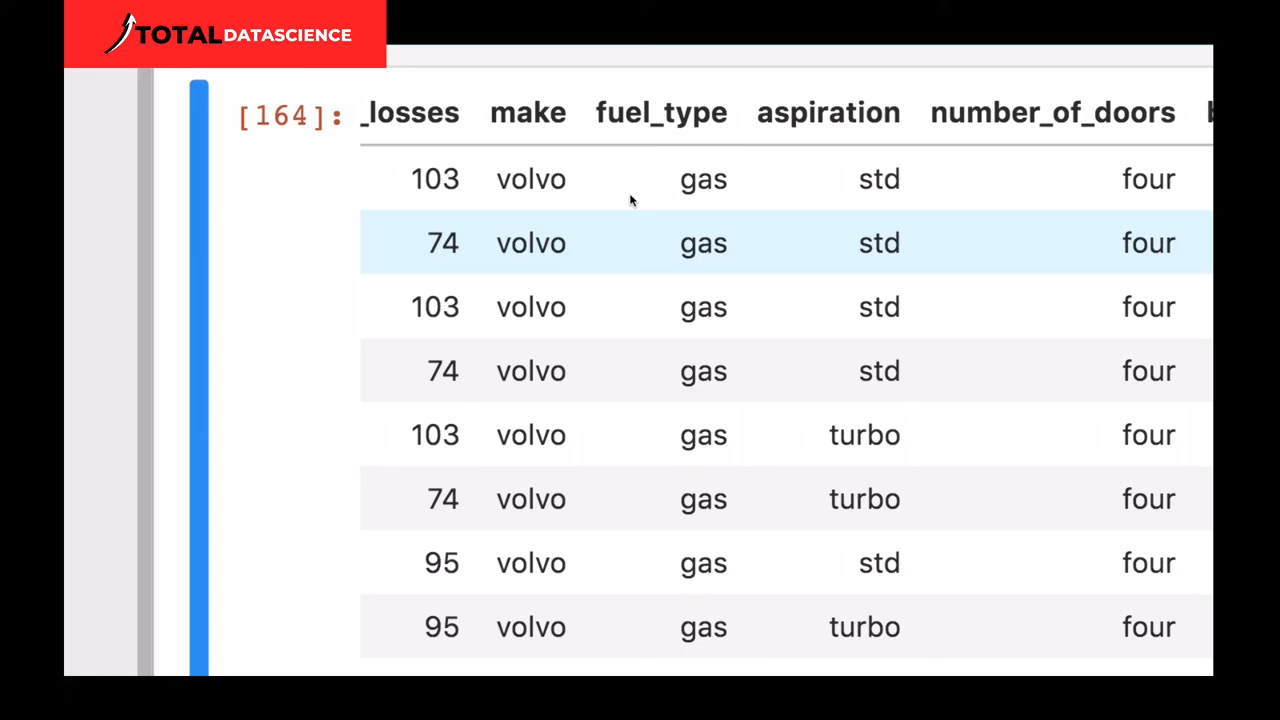 TOTAL DATASCIENCE
[164]: _losses make fuel_type aspiration number_of_doors
103 volvo gas std four
74 volvo gas std four
103 volvo gas std four
74 volvo gas std four
103 volvo gas turbo four
74 volvo gas turbo four
95 volvo gas std four
95 volvo gas turbo four